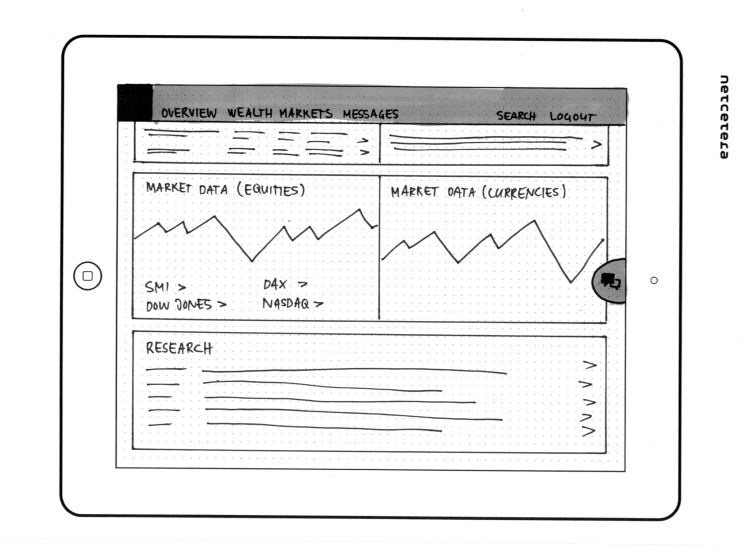 OVERVIEW WEALTH MARKETS MESSAGES SEARCH LOGOUT
MARKET DATA (EQUITIES)
SMI > DAX >
DOW JONES > NASDAQ >
MARKET DATA (CURRENCIES)
RESEARCH
netcetera